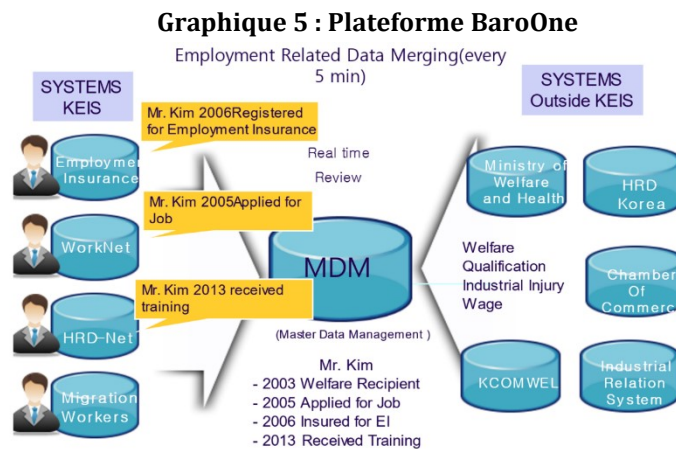 Graphique 5 : Plateforme BaroOne
Employment Related Data Merging(every
5 min)
SYSTEMS
KEIS
Mr. Kim 2006Registered
for Employment Insurance
Employmen
Insurance
Mr. Kim 2005Applied for
Job
WorkNet
Mr. Kim 2013 received
training
HRD-Net
Migration
Workers
Real time
Review
MDM
(Master Data Management )
Mr. Kim
- 2003 Welfare Recipient
- 2005 Applied for Job
- 2006 Insured for EI
- 2013 Received Training
SYSTEMS
Outside KEIS
Ministry of
Welfare
and Health
HRD
Korea
Welfare
Qualification
Industrial Injury
Wage
Chamber
Of
Commerc
KCOMWEL
Industrial
Relation
System